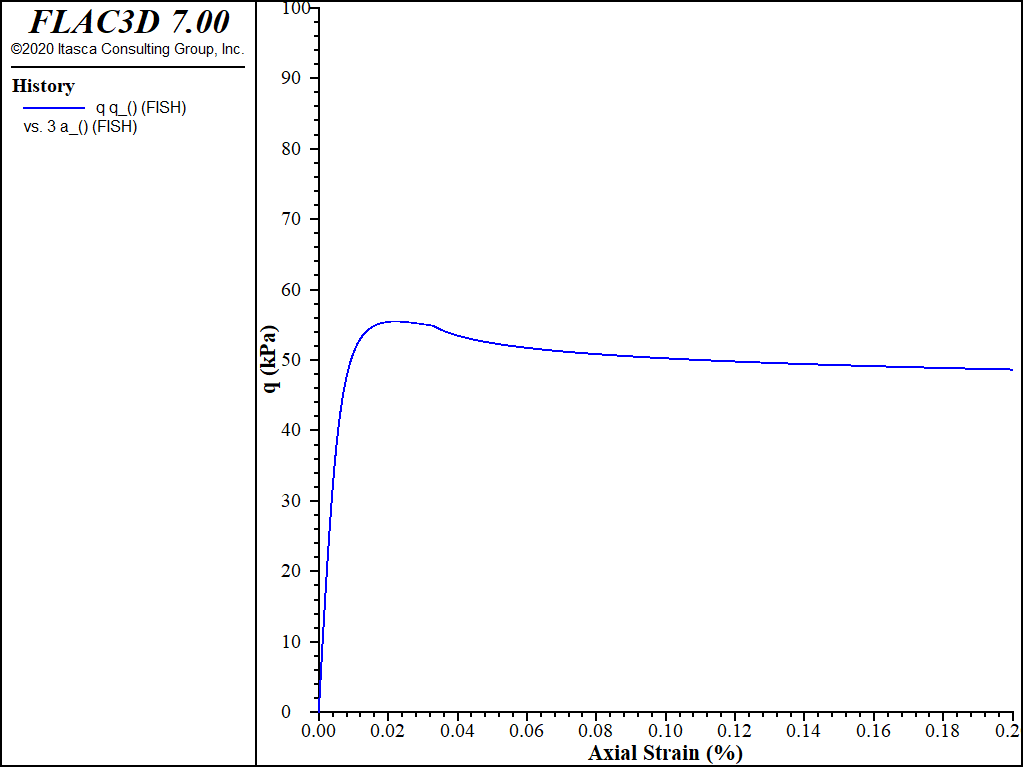 FLAC3D 7.00
©2020 Itasca Consulting Group, Inc.
History
q q_() (FISH)
vs. 3 a_() (FISH)
100
90
80
70
60
50
40
30
20
10
0
q (kPa)
0.00 0.02 0.04 0.06 0.08 0.10 0.12 0.14 0.16 0.18 0.2
Axial Strain (%)